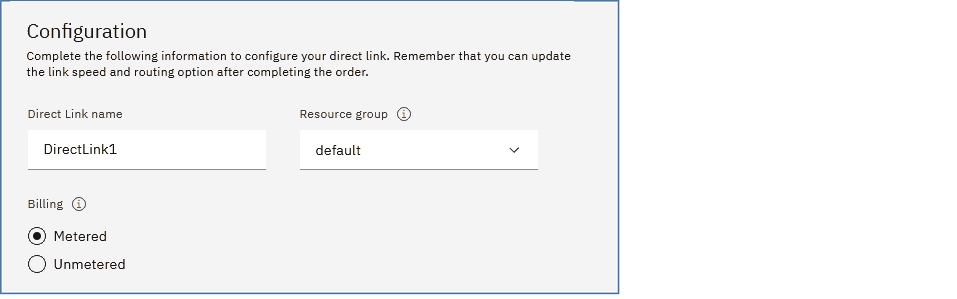 Configuration
Complete the following information to configure your direct link. Remember that you can update
the link speed and routing option after completing the order.
Direct Link name
Resource group
DirectLink1
default
Billing
Metered
Unmetered